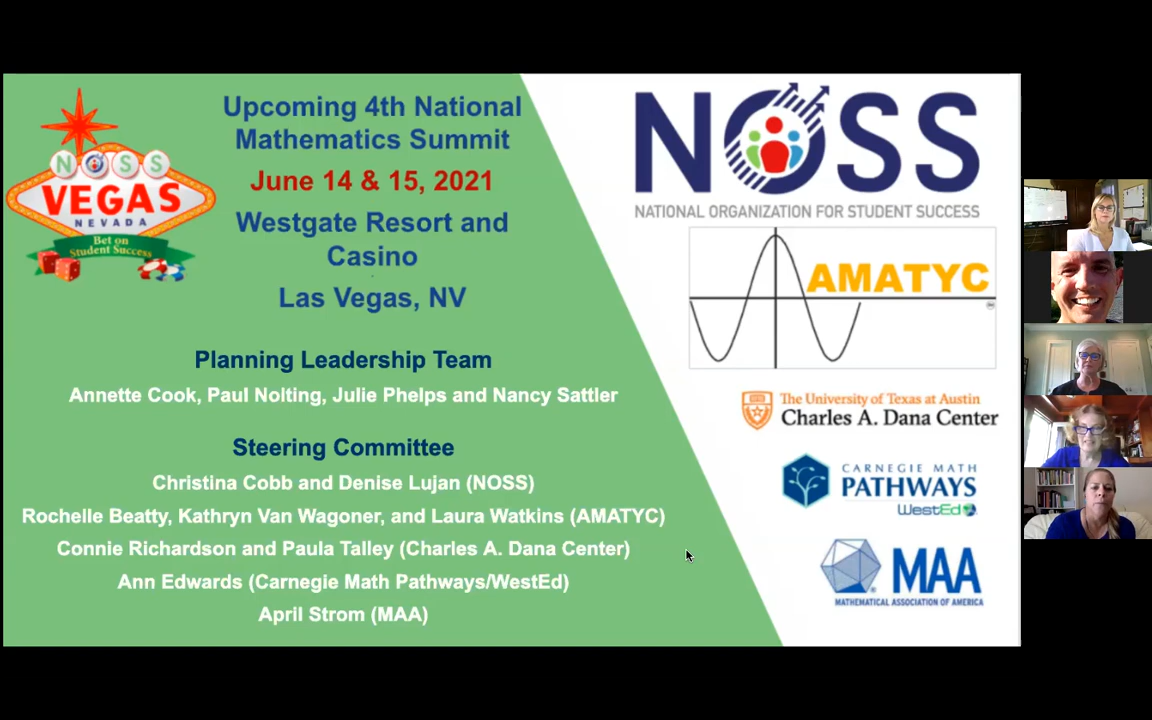 Upcoming 4th National
Mathematics Summit
June 14 & 15, 2021
Westgate Resort and
Casino
Las Vegas, NV
NOSS
VEGAS
NEVADA
Bet on
Student Success
Planning Leadership Team
Annette Cook, Paul Nolting, Julie Phelps and Nancy Sattler
Steering Committee
Christina Cobb and Denise Lujan (NOSS)
Rochelle Beatty, Kathryn Van Wagoner, and Laura Watkins (AMATYC)
Connie Richardson and Paula Talley (Charles A. Dana Center)
Ann Edwards (Carnegie Math Pathways/WestEd)
April Strom (MAA)
NOSS
NATIONAL ORGANIZATION FOR STUDENT SUCCESS
AMATYC
The University of Texas at Austin
Charles A. Dana Center
CARNEGIE MATH
PATHWAYS
WestEd
MAA
MATHEMATICAL ASSOCIATION OF AMERICA